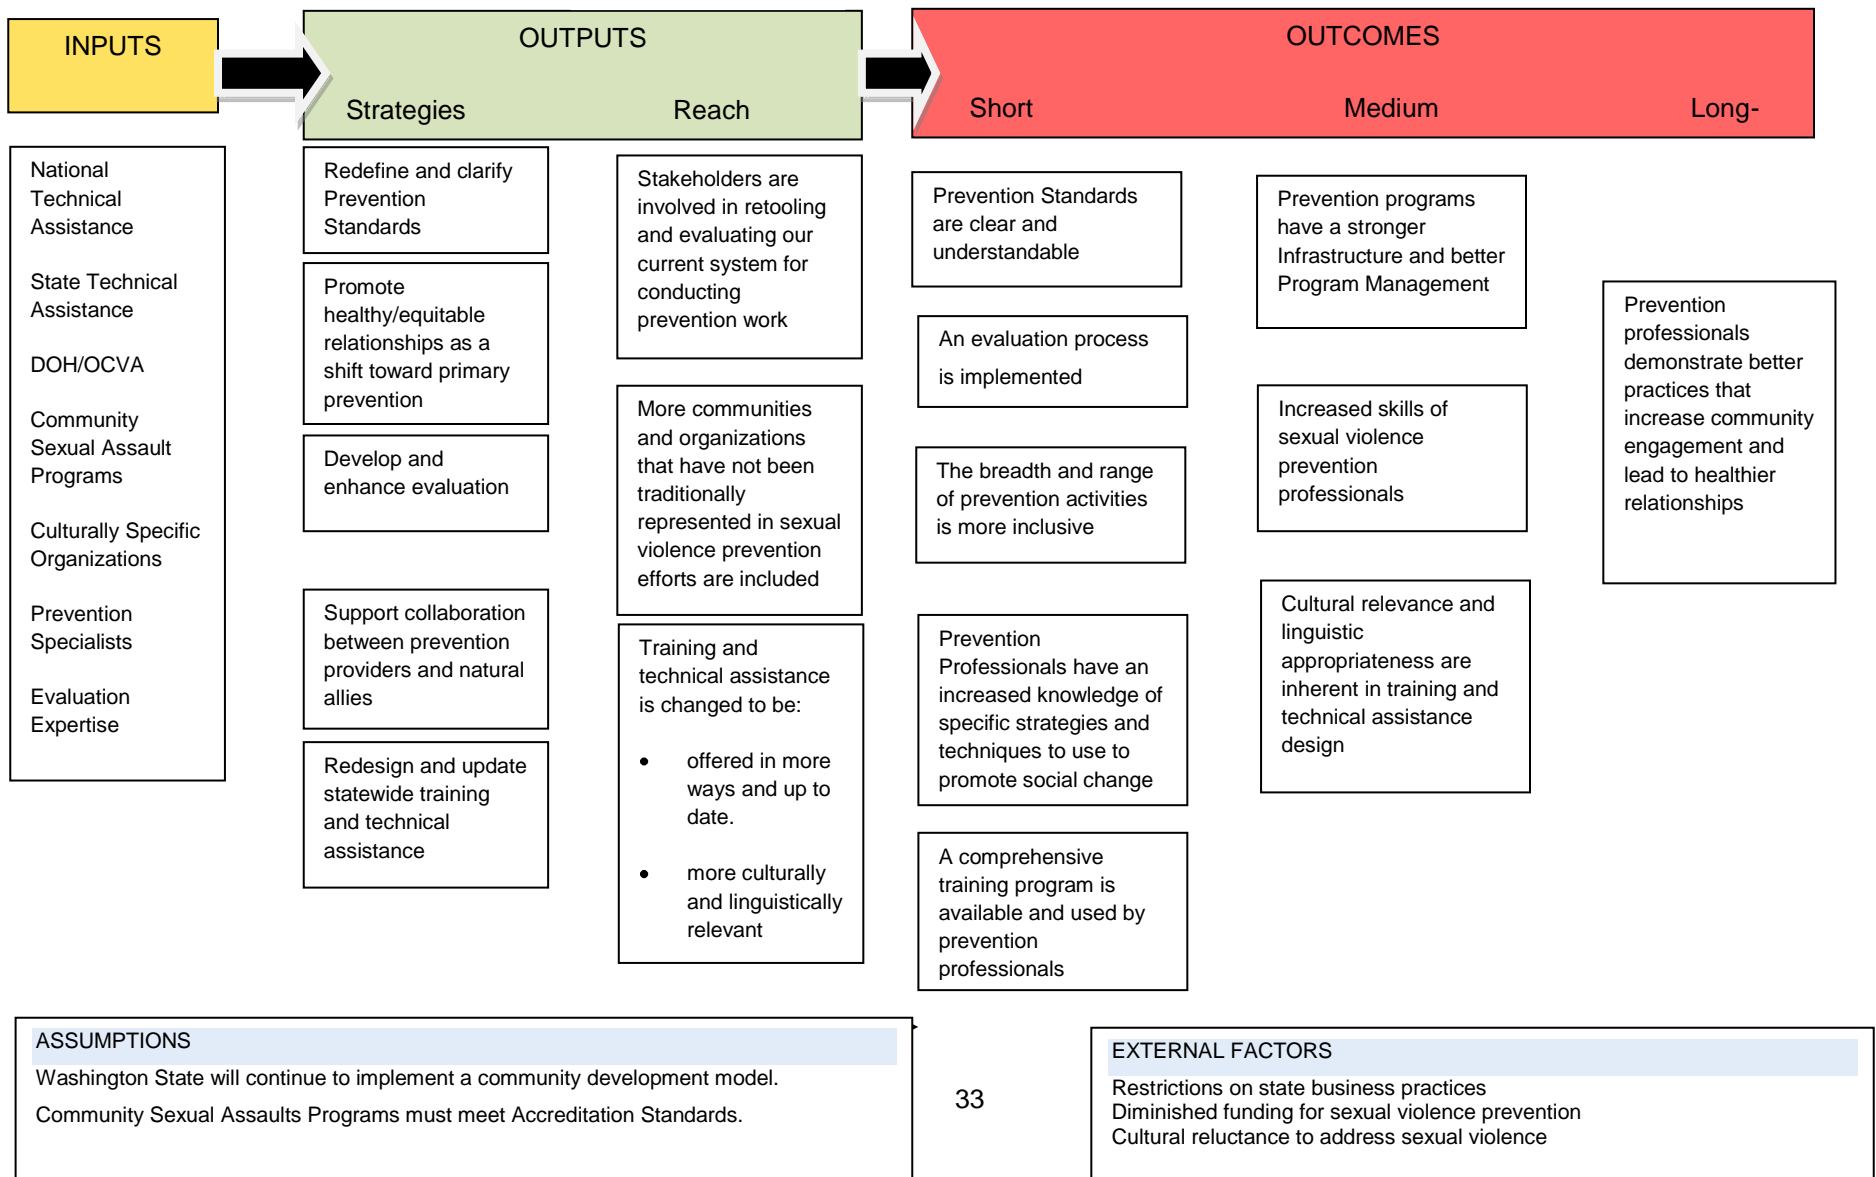 INPUTS
OUTPUTS
Strategies
Reach
OUTCOMES
Short
Medium
Long-
National
Technical
Assistance
State Technical
Assistance
DOH/OCVA
Community
Sexual Assault
Programs
Culturally Specific
Organizations
Prevention
Specialists
Evaluation
Expertise
Redefine and clarify
Prevention
Standards
Promote
healthy/equitable
relationships as a
shift toward primary
prevention
Develop and
enhance evaluation
Support collaboration
between prevention
providers and natural
allies
Redesign and update
statewide training
and technical
assistance
Stakeholders are
involved in retooling
and evaluating our
current system for
conducting
prevention work
More communities
and organizations
that have not been
traditionally
represented in sexual
violence prevention
efforts are included
Training and
technical assistance
is changed to be:
• offered in more
ways and up to
date.
• more culturally
and linguistically
relevant
Prevention Standards
are clear and
understandable
An evaluation process
is implemented
The breadth and range
of prevention activities
is more inclusive
Prevention
Professionals have an
increased knowledge of
specific strategies and
techniques to use to
promote social change
A comprehensive
training program is
available and used by
prevention
professionals
Prevention programs
have a stronger
Infrastructure and better
Program Management
Increased skills of
sexual violence
prevention
professionals
Cultural relevance and
linguistic
appropriateness are
inherent in training and
technical assistance
design
Prevention
professionals
demonstrate better
practices that
increase community
engagement and
lead to healthier
relationships
ASSUMPTIONS
Washington State will continue to implement a community development model.
Community Sexual Assaults Programs must meet Accreditation Standards.
33
EXTERNAL FACTORS
Restrictions on state business practices
Diminished funding for sexual violence prevention
Cultural reluctance to address sexual violence